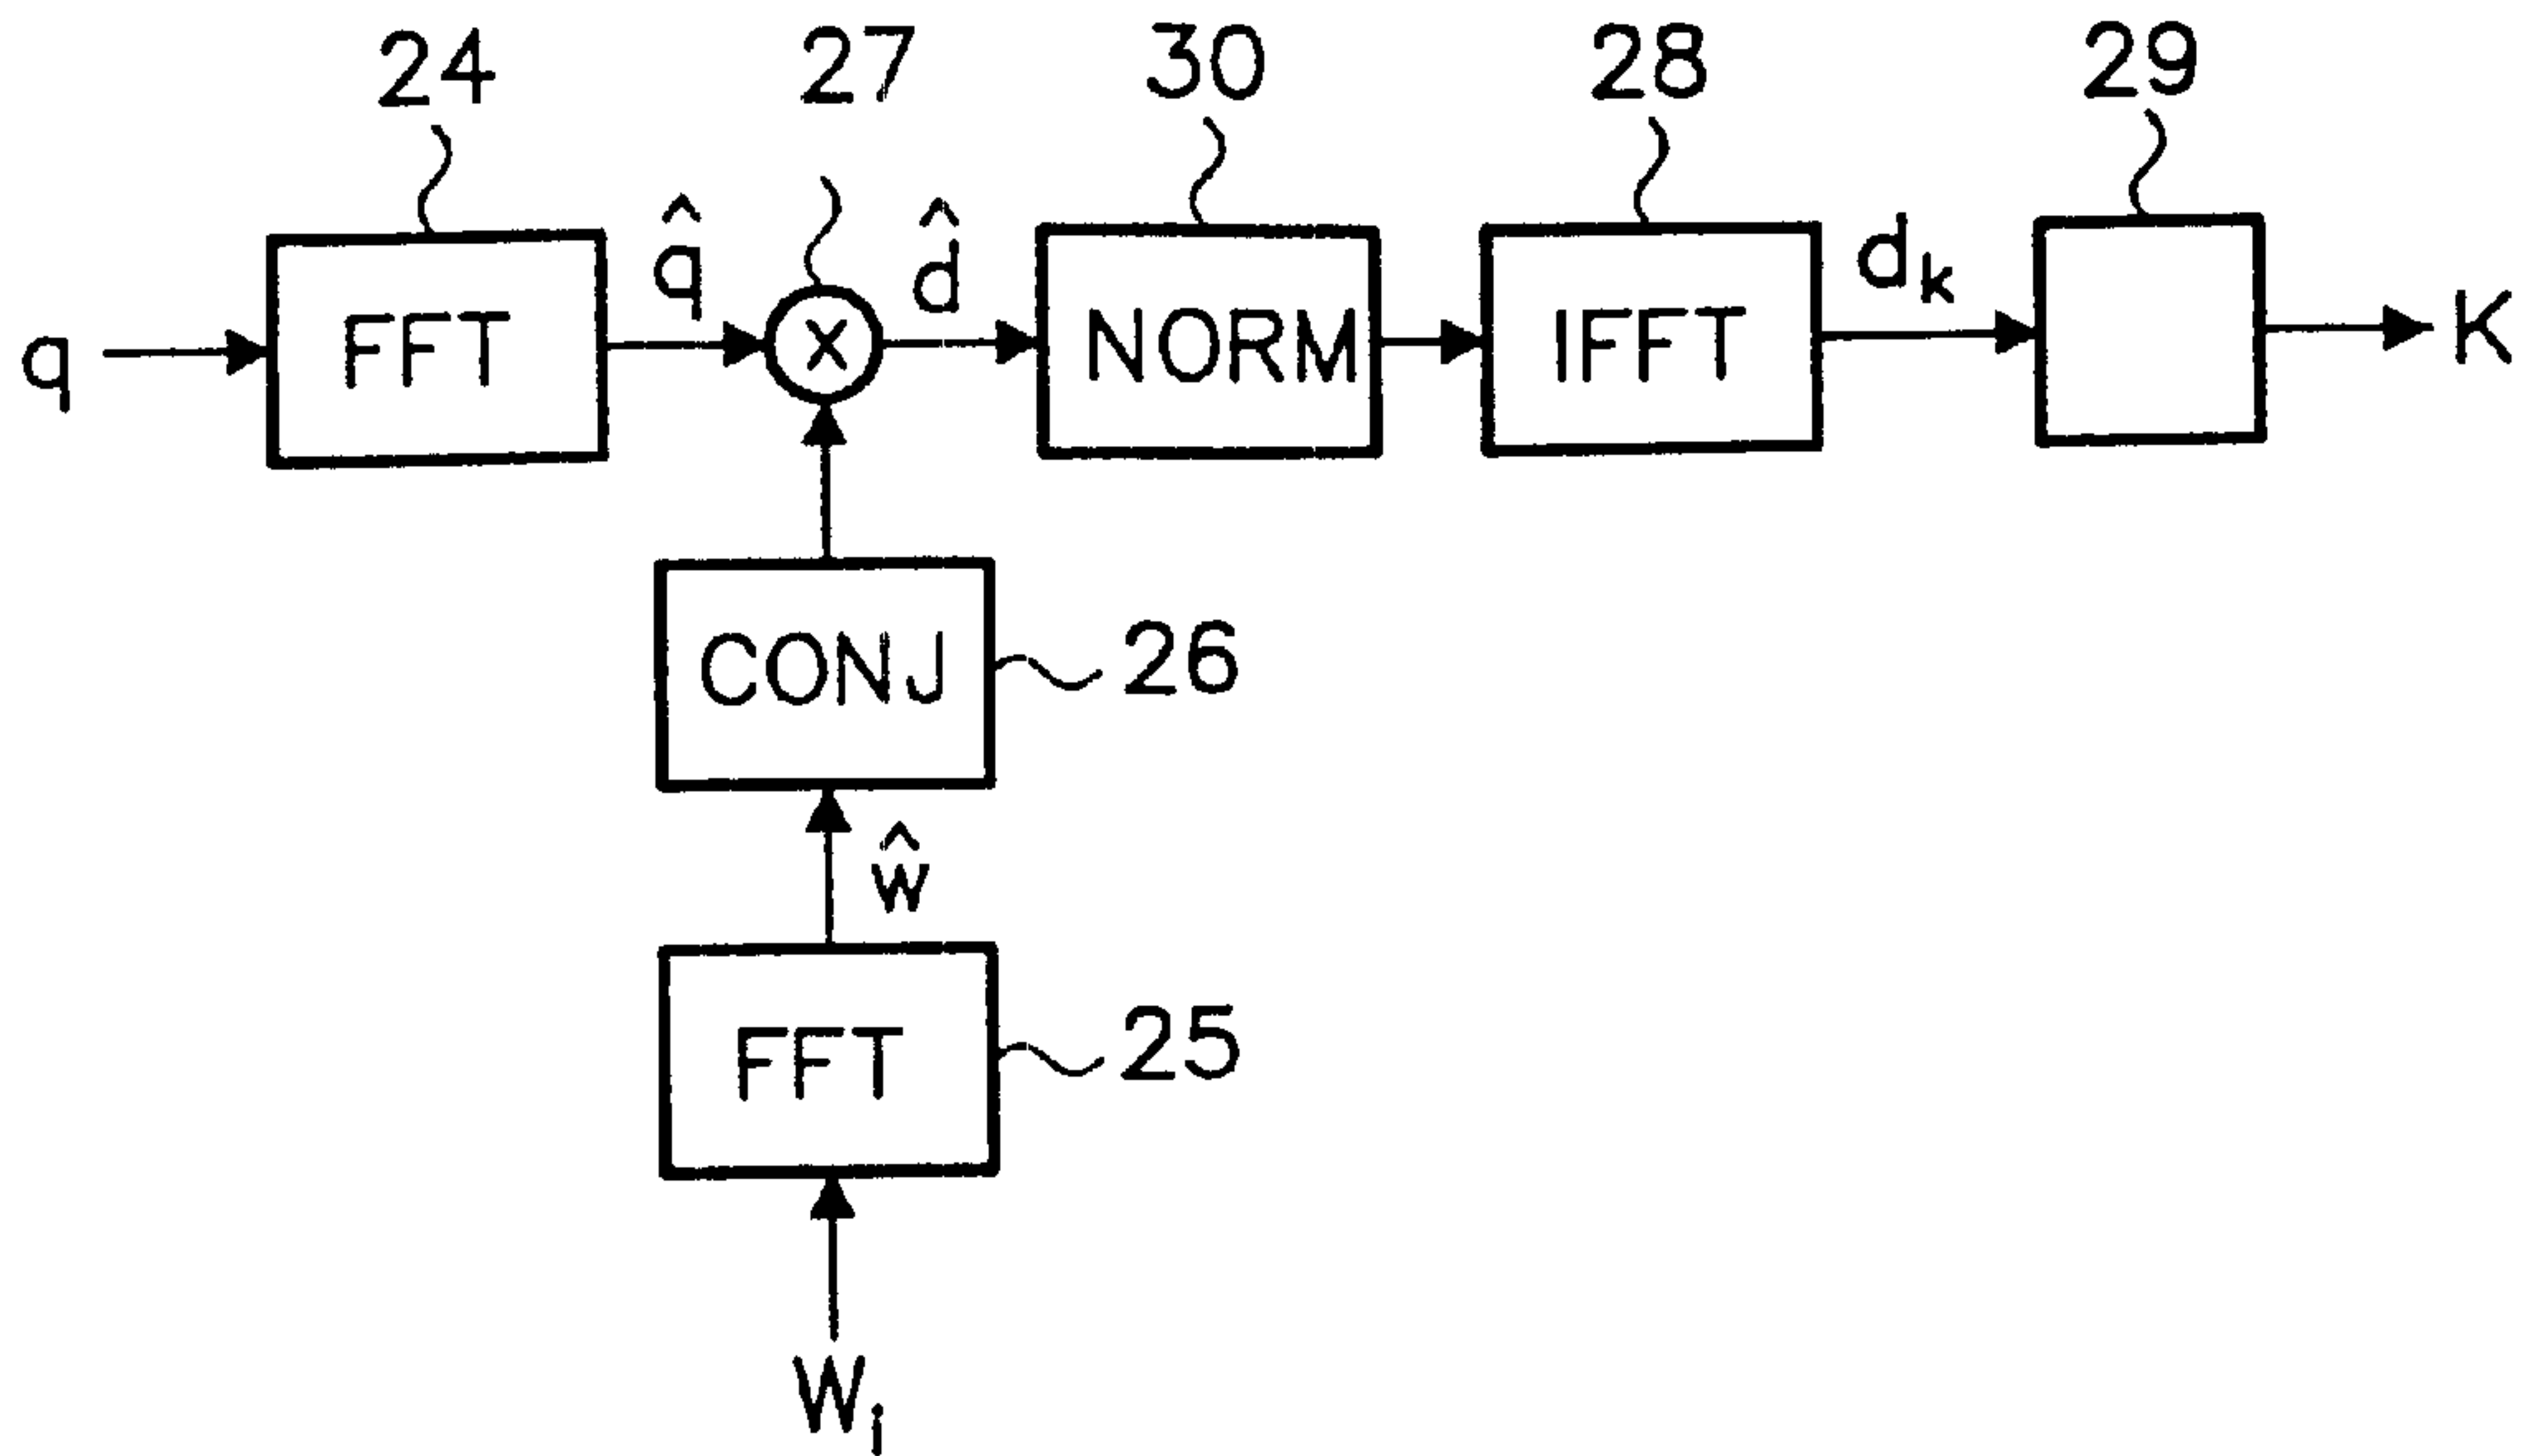 24 27 30 28 29
q FFT q̂ x d̂ NORM IFFT d_k K
CONJ 26
ŵ
FFT 25
W_i